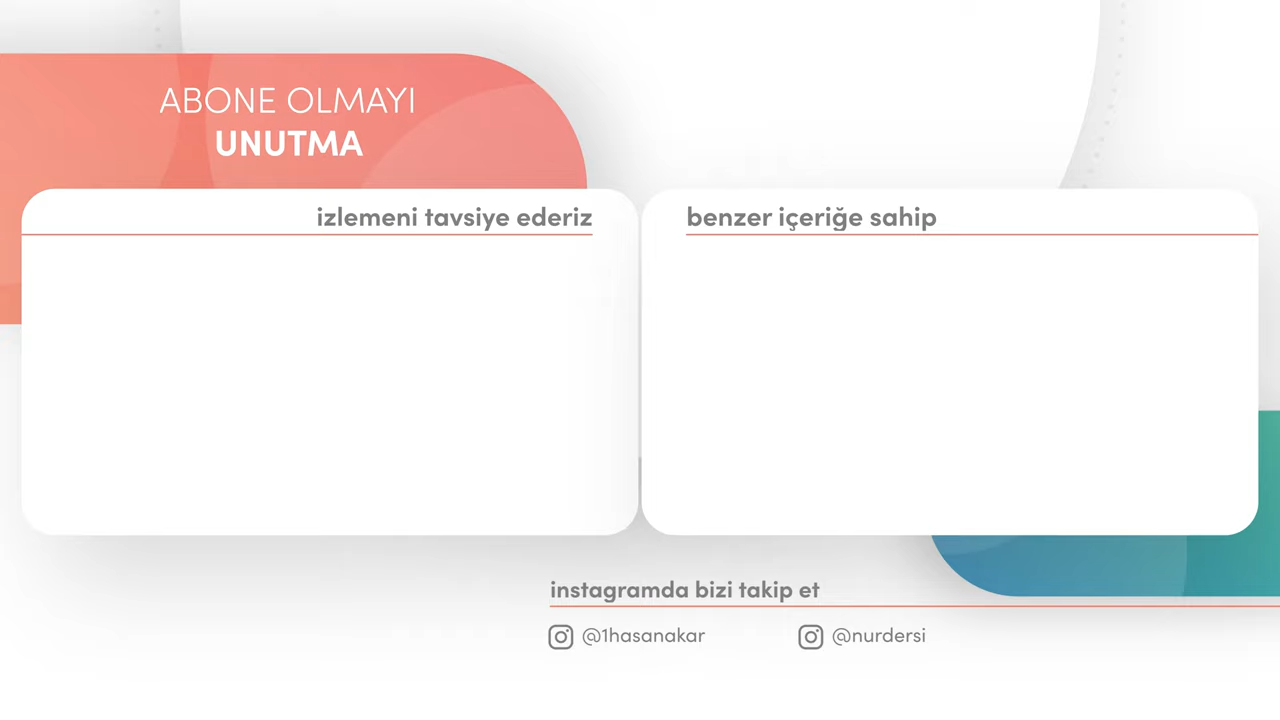 ABONE OLMAYI
UNUTMA
izlemeni tavsiye ederiz
benzer içeriğe sahip
instagramda bizi takip et
@1hasanakar
@nurdersi